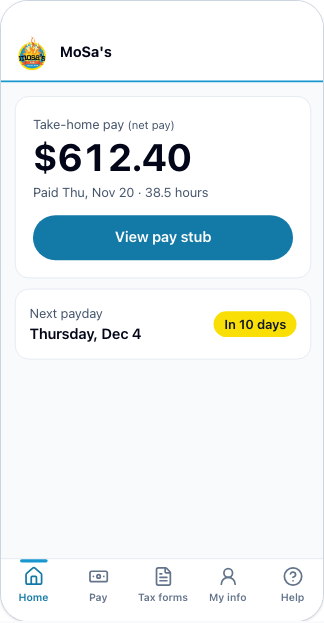 mosa's
MoSa's
Take-home pay (net pay)
$612.40
Paid Thu, Nov 20 · 38.5 hours
View pay stub
Next payday
Thursday, Dec 4
In 10 days
Home
Pay
Tax forms
My info
Help